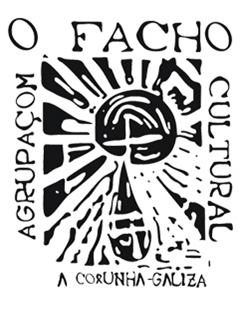 O FACHO
AGRUPAÇOM
CULTURAL
A CORUNHA-GALIZA